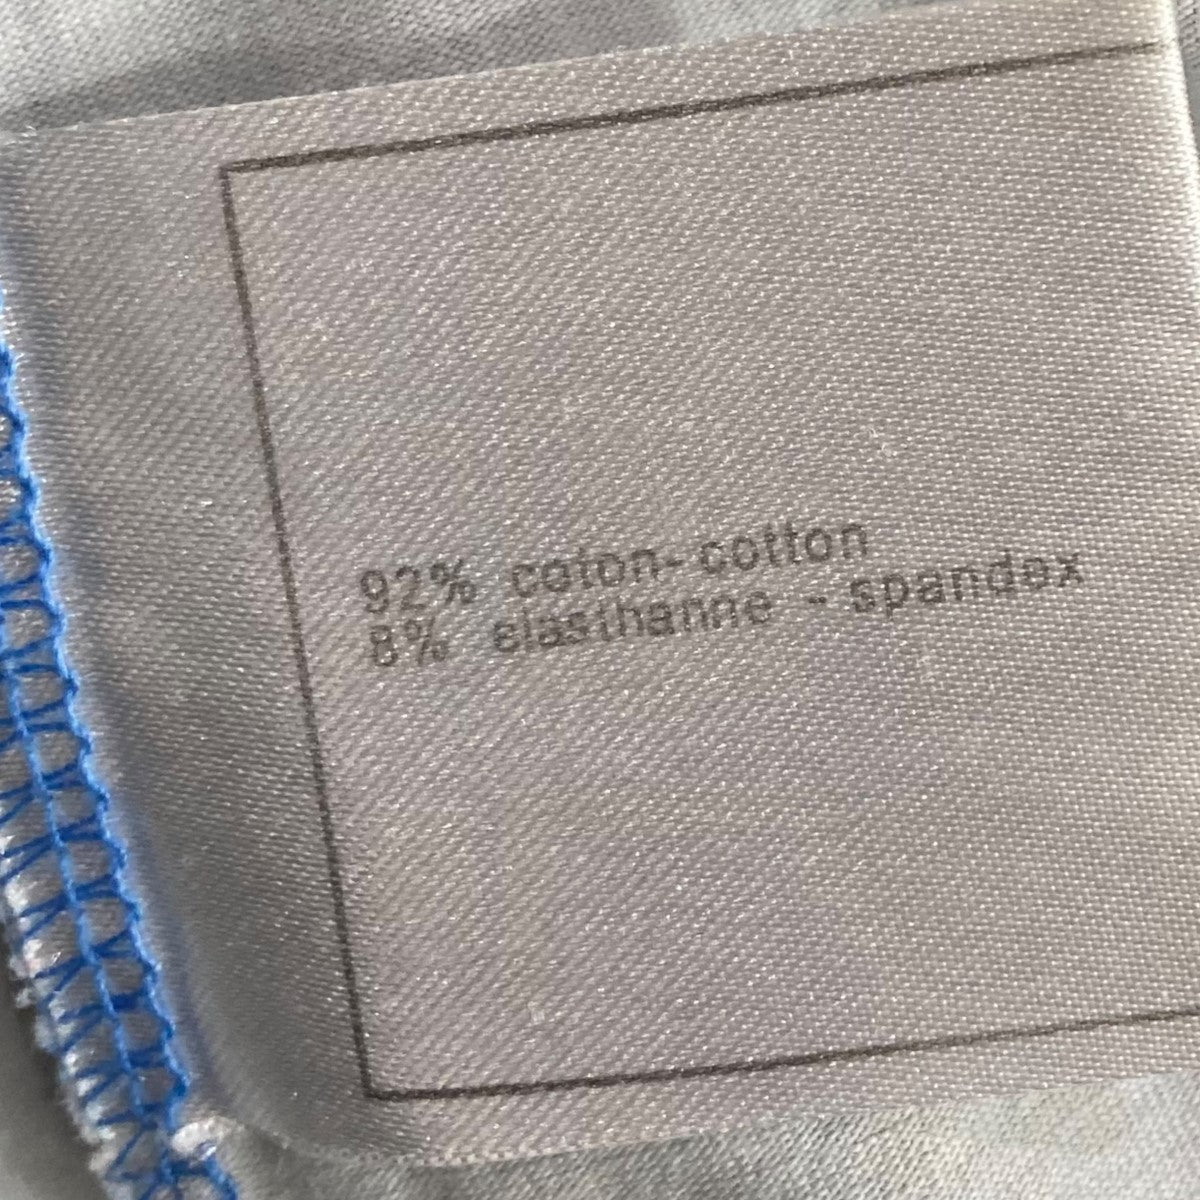 92% coton-cotton
8% elasthanne - spandex